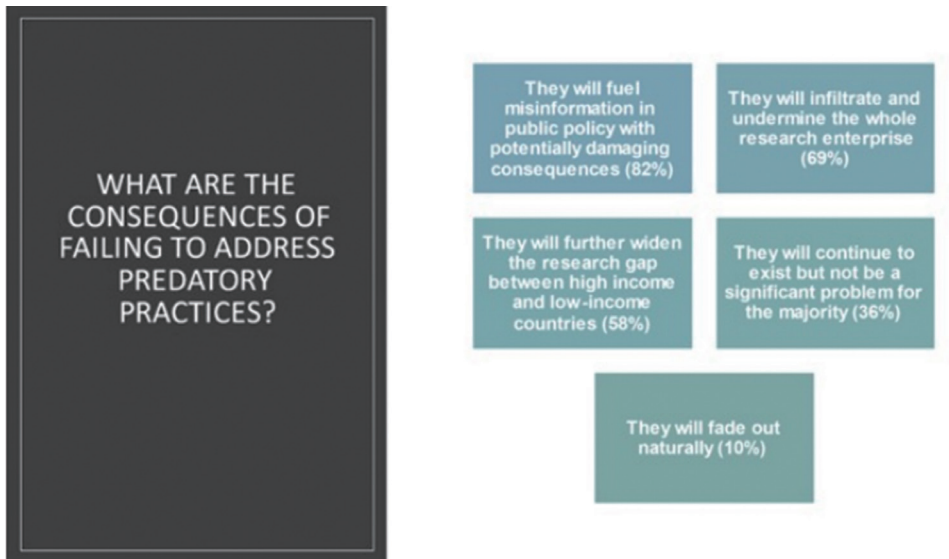 WHAT ARE THE
CONSEQUENCES OF
FAILING TO ADDRESS
PREDATORY
PRACTICES?
They will fuel
misinformation in
public policy with
potentially damaging
consequences (82%)
They will infiltrate and
undermine the whole
research enterprise
(69%)
They will further widen
the research gap
between high income
and low-income
countries (58%)
They will continue to
exist but not be a
significant problem for
the majority (36%)
They will fade out
naturally (10%)